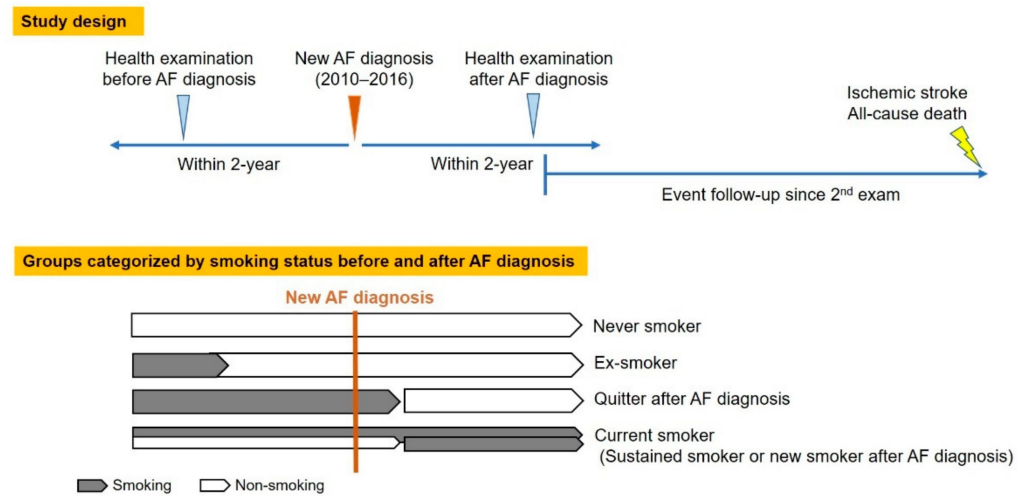 Study design
Health examination
before AF diagnosis
New AF diagnosis
(2010–2016)
Health examination
after AF diagnosis
Ischemic stroke
All-cause death
Within 2-year
Within 2-year
Event follow-up since 2nd exam
Groups categorized by smoking status before and after AF diagnosis
New AF diagnosis
Never smoker
Ex-smoker
Quitter after AF diagnosis
Current smoker
(Sustained smoker or new smoker after AF diagnosis)
Smoking
Non-smoking